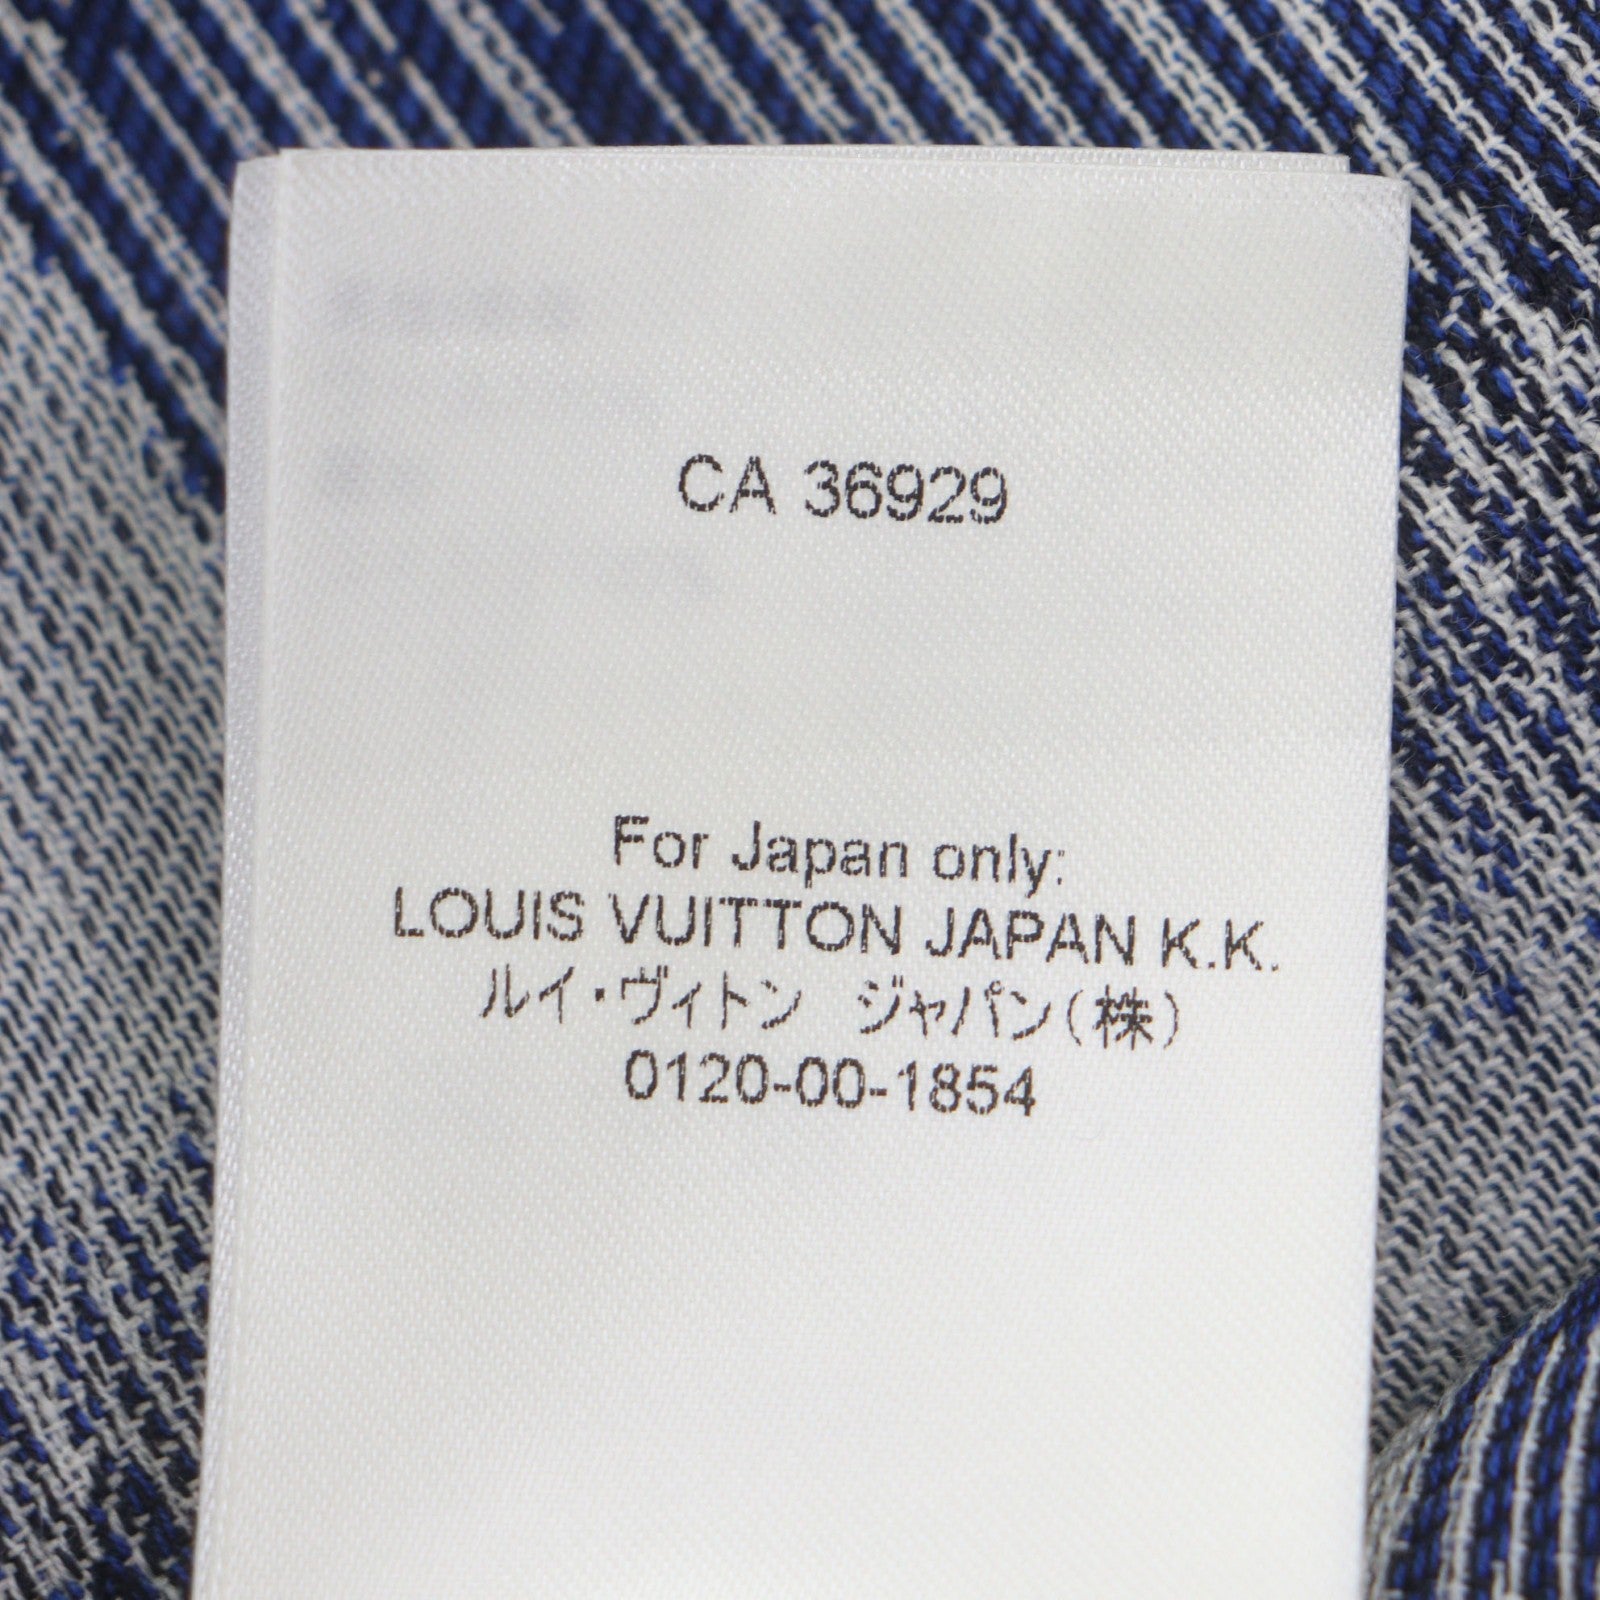 CA 36929
For Japan only:
LOUIS VUITTON JAPAN K.K.
ルイ・ヴィトン　ジャパン(株)
0120-00-1854